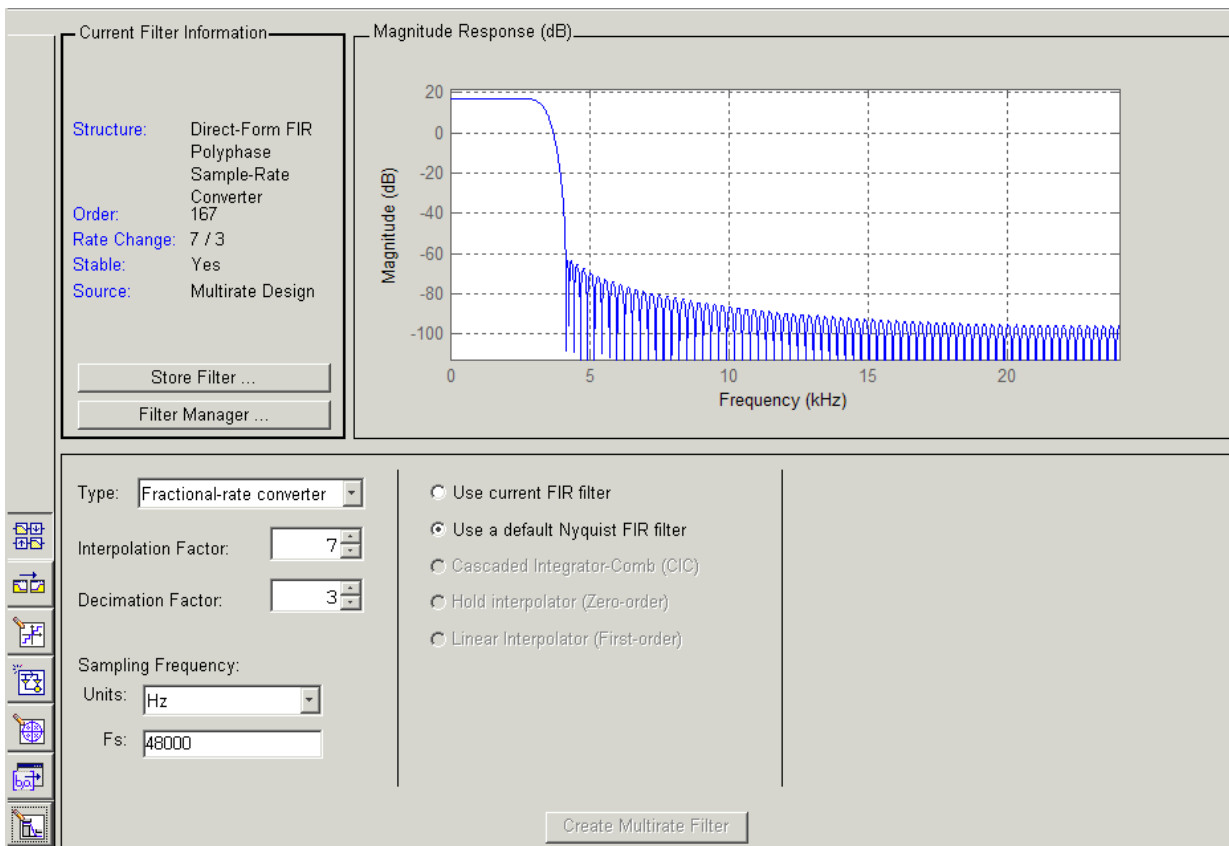 Current Filter Information
Structure: Direct-Form FIR
Polyphase
Sample-Rate
Converter
Order: 167
Rate Change: 7 / 3
Stable: Yes
Source: Multirate Design
Store Filter ...
Filter Manager ...
Magnitude Response (dB)
20
0
-20
-40
-60
-80
-100
Magnitude (dB)
0 5 10 15 20
Frequency (kHz)
Type: Fractional-rate converter
Interpolation Factor: 7
Decimation Factor: 3
Sampling Frequency:
Units: Hz
Fs: 48000
Use current FIR filter
Use a default Nyquist FIR filter
Cascaded Integrator-Comb (CIC)
Hold interpolator (Zero-order)
Linear Interpolator (First-order)
Create Multirate Filter
[b,a]